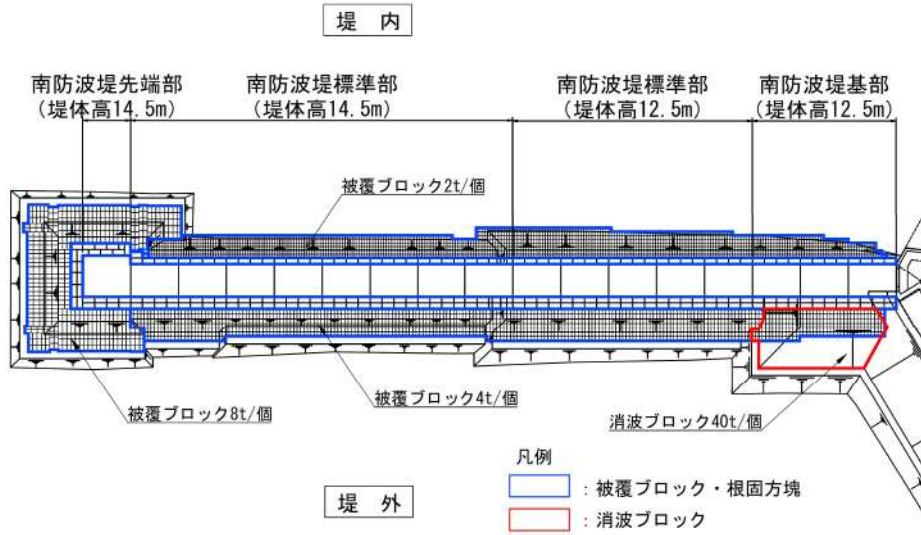 堤 内
南防波堤先端部
(堤体高14.5m)
南防波堤標準部
(堤体高14.5m)
南防波堤標準部
(堤体高12.5m)
南防波堤基部
(堤体高12.5m)
被覆ブロック2t/個
被覆ブロック8t/個
被覆ブロック4t/個
消波ブロック40t/個
凡例
：被覆ブロック・根固方塊
：消波ブロック
堤 外